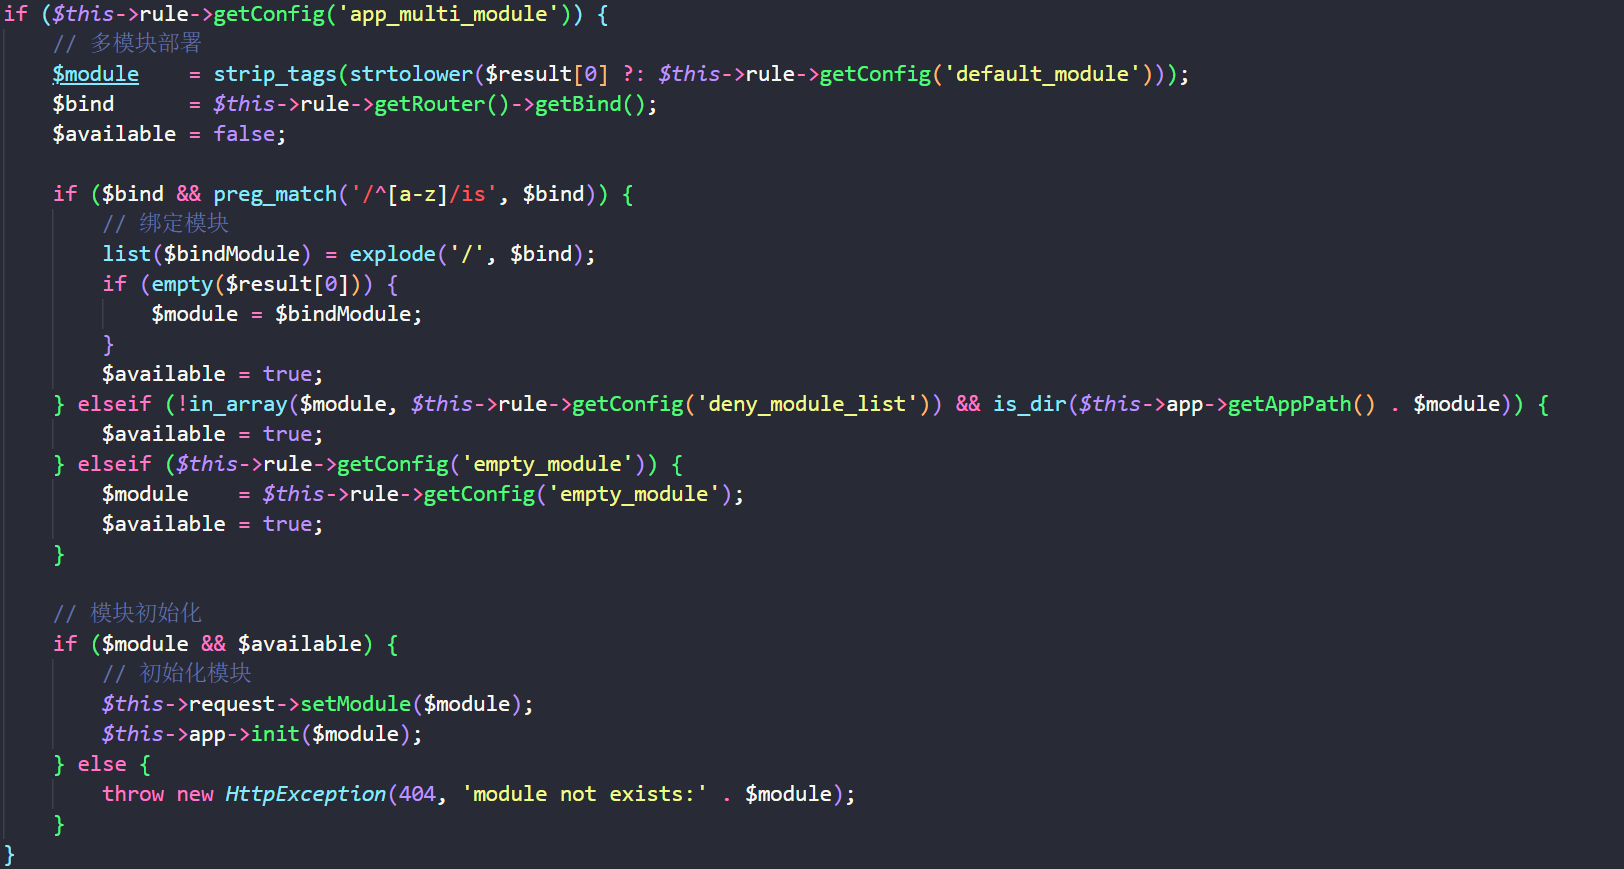 if ($this->rule->getConfig('app_multi_module')) {
    // 多模块部署
    $module    = strip_tags(strtolower($result[0] ?: $this->rule->getConfig('default_module')));
    $bind      = $this->rule->getRouter()->getBind();
    $available = false;

    if ($bind && preg_match('/^[a-z]/is', $bind)) {
        // 绑定模块
        list($bindModule) = explode('/', $bind);
        if (empty($result[0])) {
            $module = $bindModule;
        }
        $available = true;
    } elseif (!in_array($module, $this->rule->getConfig('deny_module_list')) && is_dir($this->app->getAppPath() . $module)) {
        $available = true;
    } elseif ($this->rule->getConfig('empty_module')) {
        $module    = $this->rule->getConfig('empty_module');
        $available = true;
    }

    // 模块初始化
    if ($module && $available) {
        // 初始化模块
        $this->request->setModule($module);
        $this->app->init($module);
    } else {
        throw new HttpException(404, 'module not exists:' . $module);
    }
}